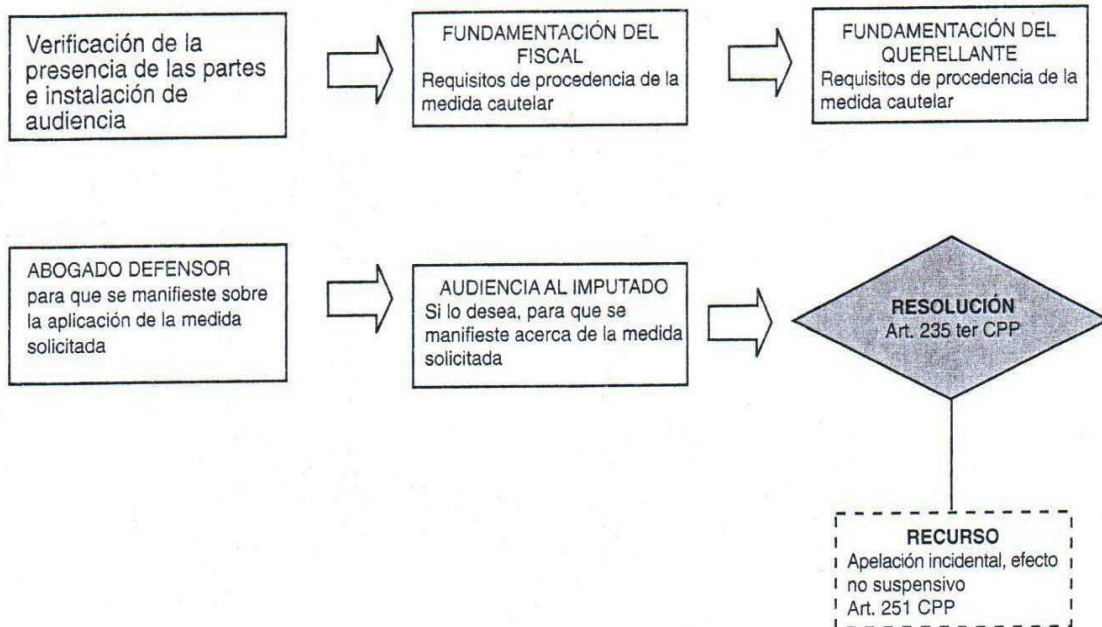 Verificación de la
presencia de las partes
e instalación de
audiencia
FUNDAMENTACIÓN DEL
FISCAL
Requisitos de procedencia de la
medida cautelar
FUNDAMENTACIÓN DEL
QUERELLANTE
Requisitos de procedencia de la
medida cautelar
ABOGADO DEFENSOR
para que se manifieste sobre
la aplicación de la medida
solicitada
AUDIENCIA AL IMPUTADO
Si lo desea, para que se
manifieste acerca de la medida
solicitada
RESOLUCIÓN
Art. 235 ter CPP
RECURSO
Apelación incidental, efecto
no suspensivo
Art. 251 CPP